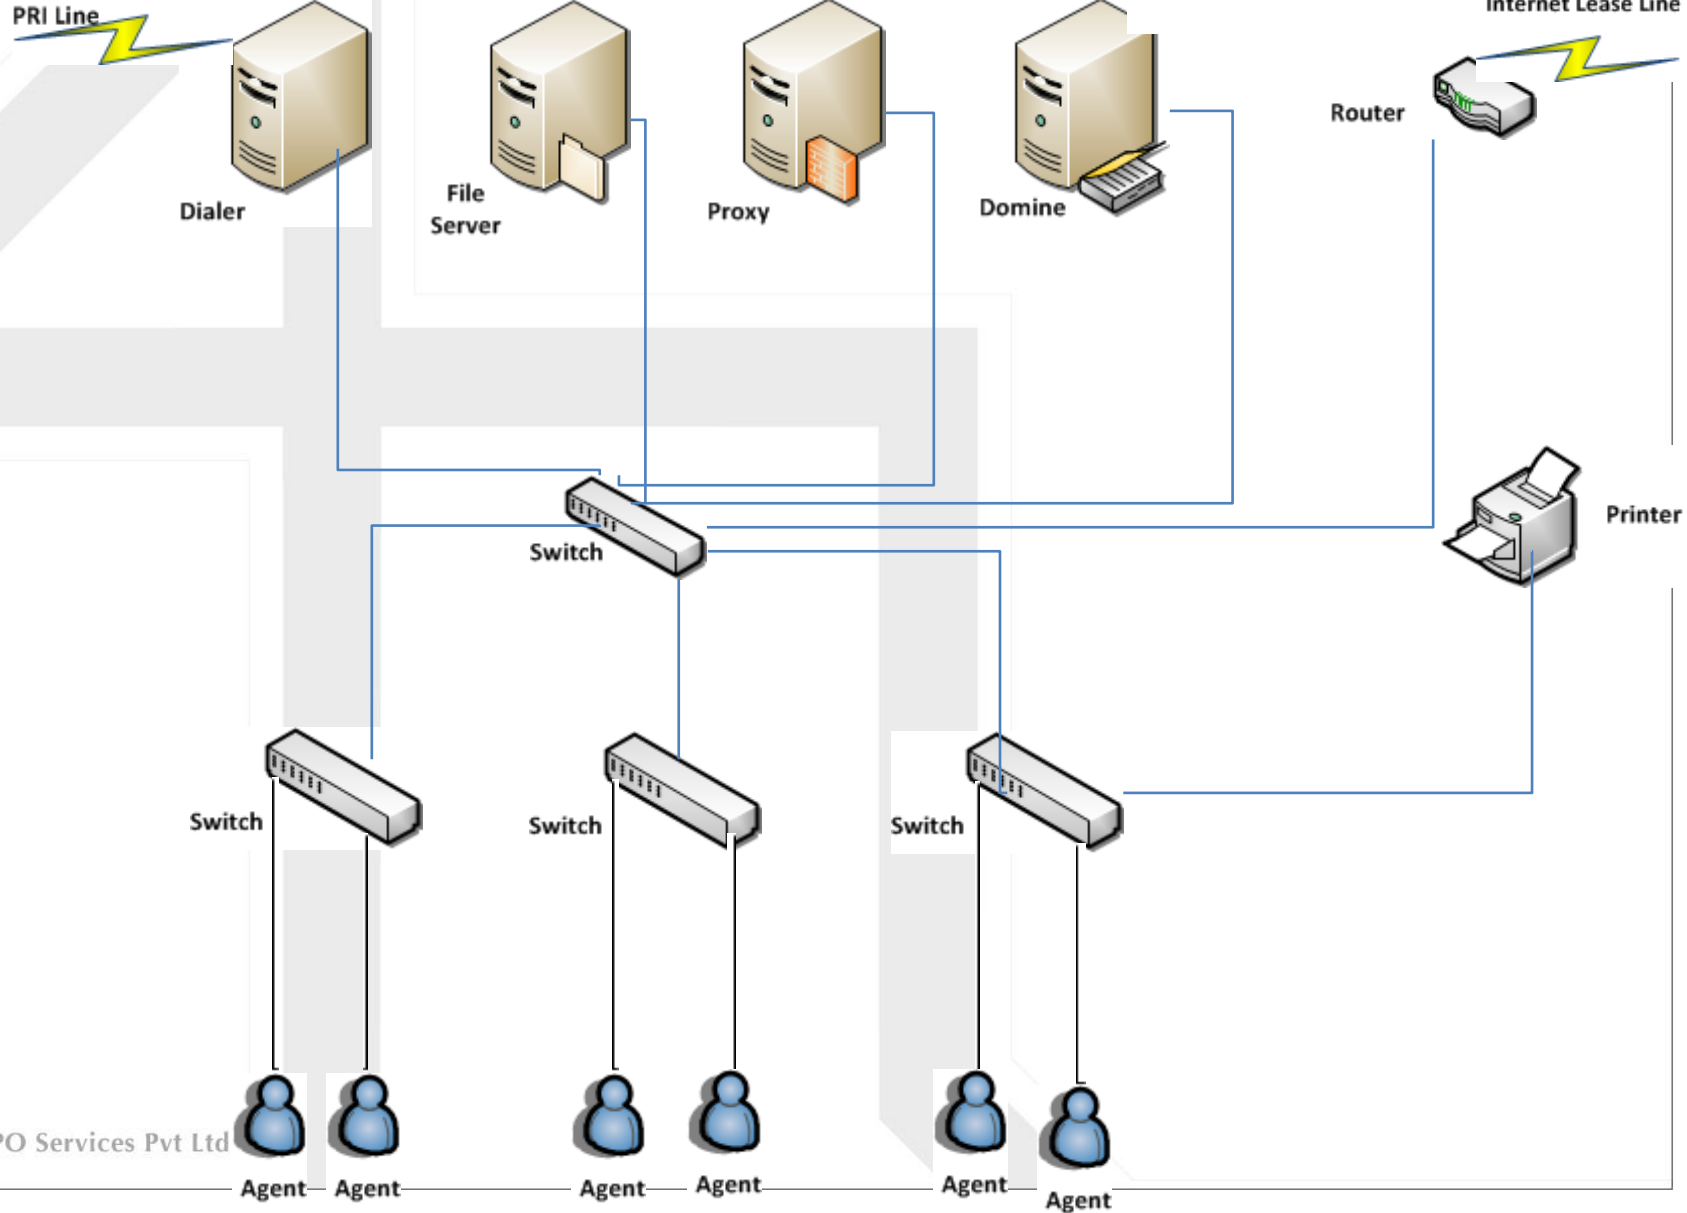 PRI Line
Internet Lease Line
Router
Dialer
File
Server
Proxy
Domine
Printer
Switch
Switch
Switch
Switch
PO Services Pvt Ltd
Agent
Agent
Agent
Agent
Agent
Agent